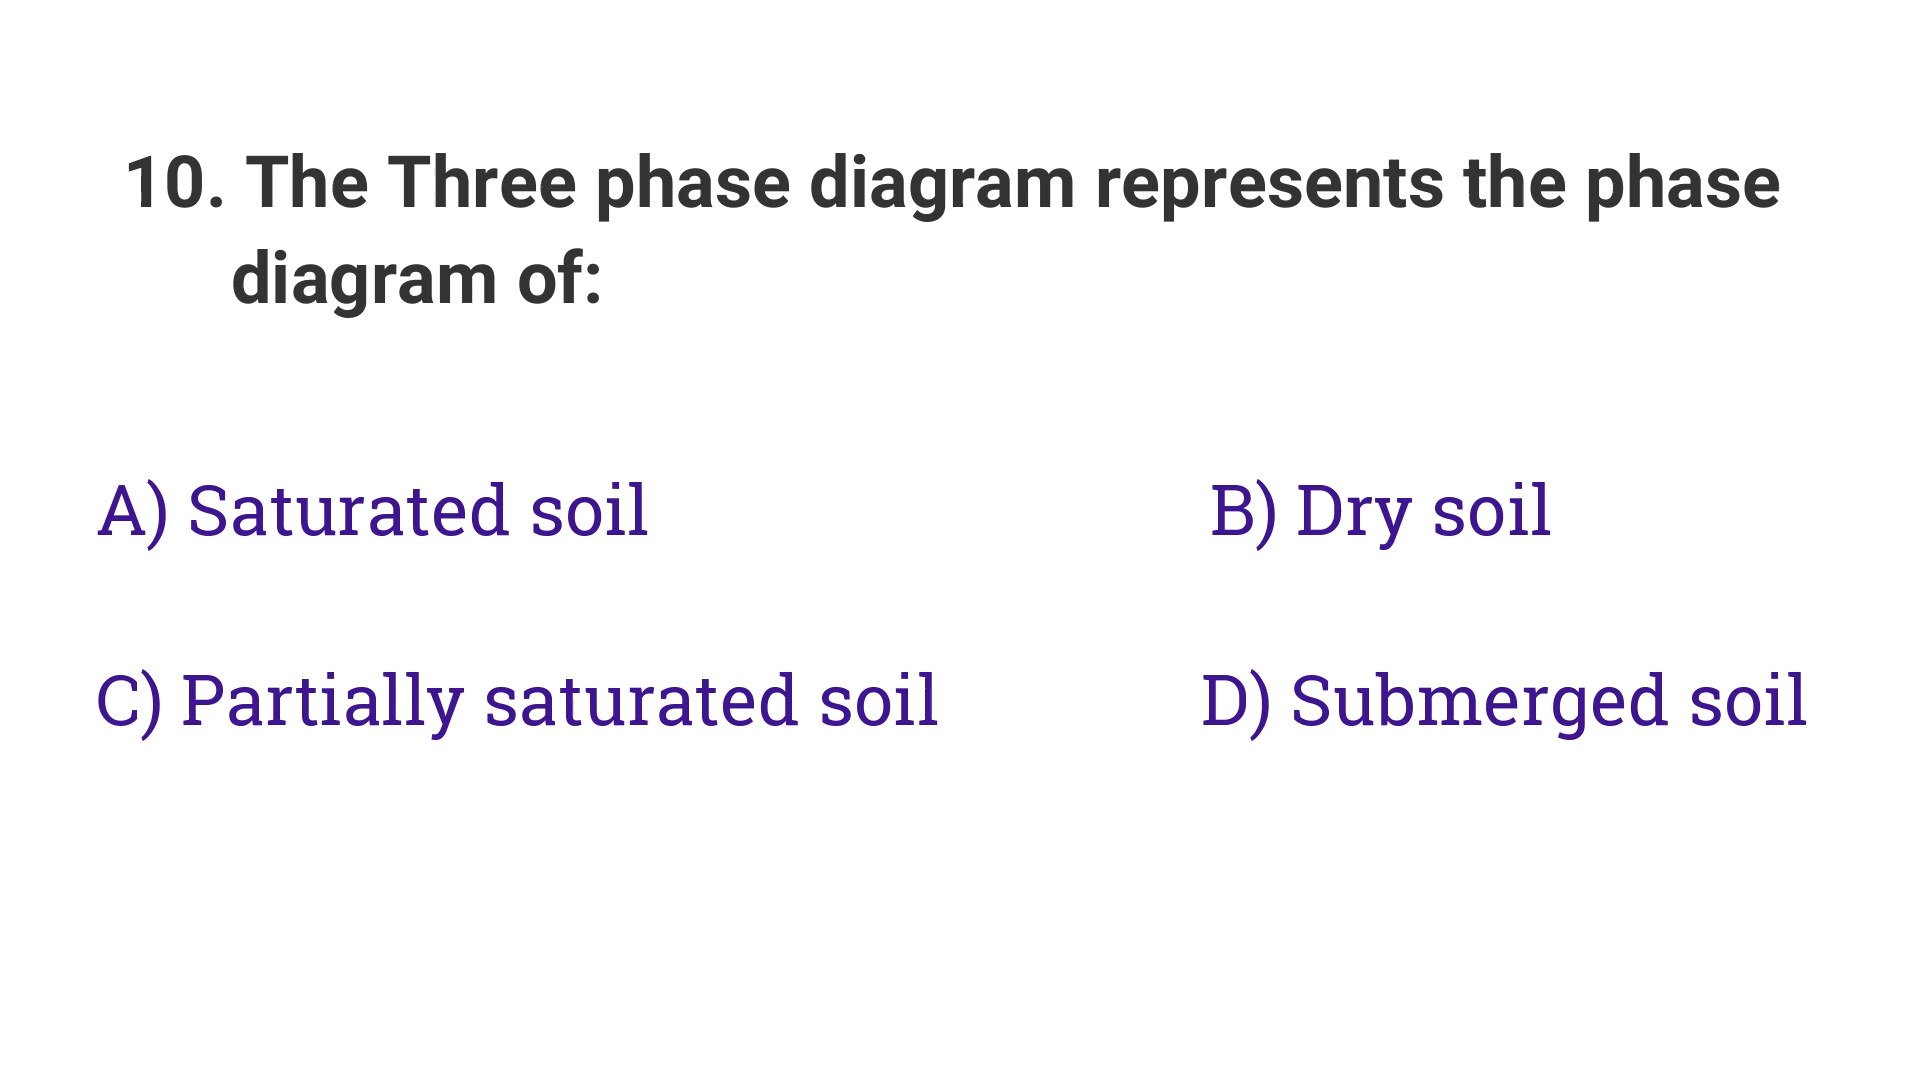 10. The Three phase diagram represents the phase
diagram of:
A) Saturated soil
B) Dry soil
C) Partially saturated soil
D) Submerged soil